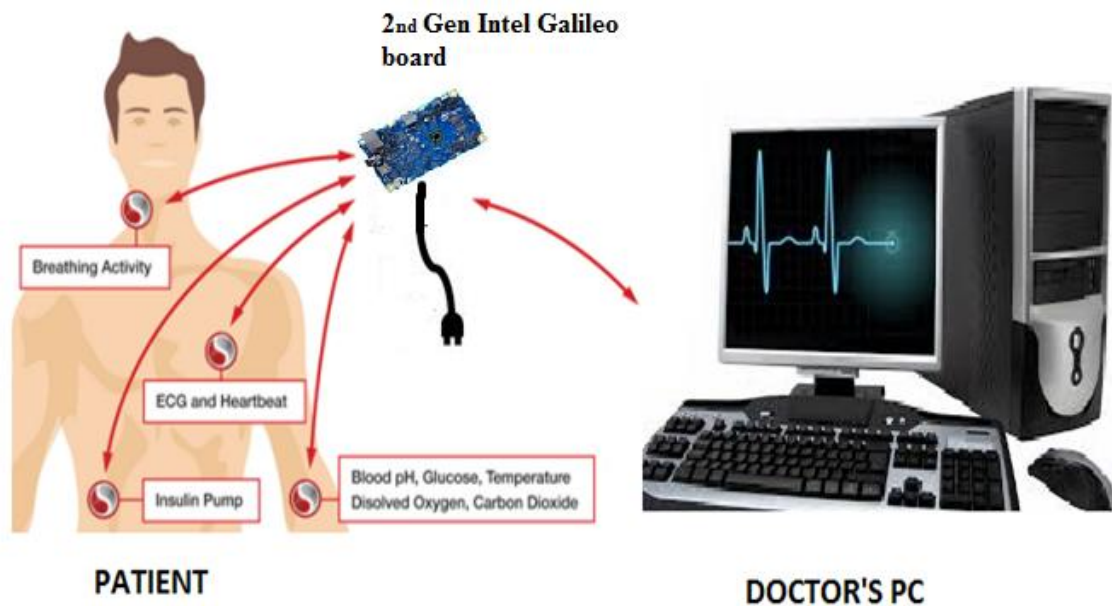 2nd Gen Intel Galileo
board
Breathing Activity
ECG and Heartbeat
Insulin Pump
Blood pH, Glucose, Temperature
Disolved Oxygen, Carbon Dioxide
PATIENT
DOCTOR'S PC